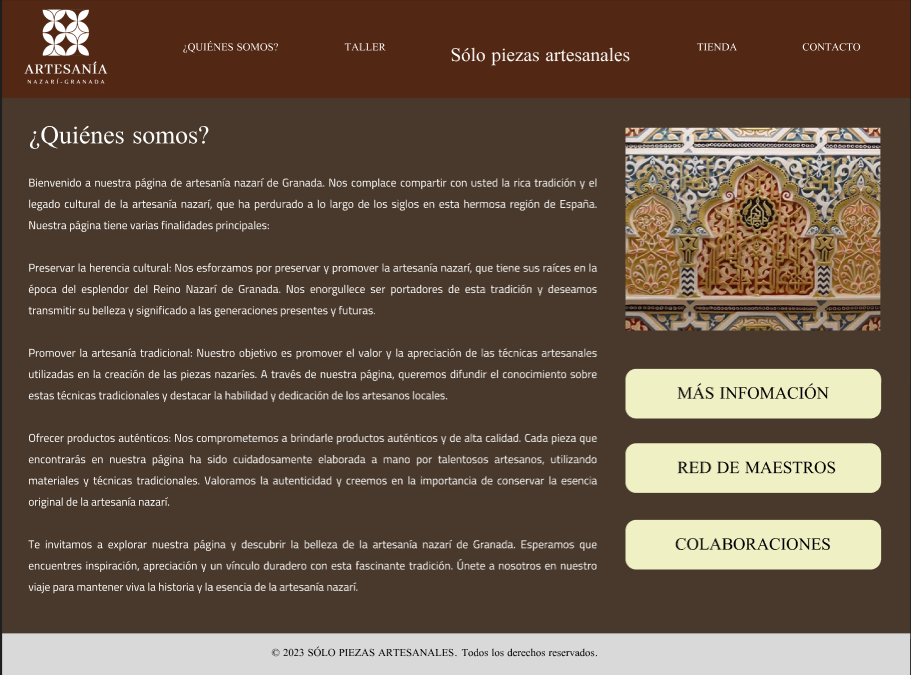 ARTESANÍA
NAZARÍ-GRANADA
¿QUIÉNES SOMOS?
TALLER
Sólo piezas artesanales
TIENDA
CONTACTO
¿Quiénes somos?
Bienvenido a nuestra página de artesanía nazarí de Granada. Nos complace compartir con usted la rica tradición y el
legado cultural de la artesanía nazarí, que ha perdurado a lo largo de los siglos en esta hermosa región de España.
Nuestra página tiene varias finalidades principales:
Preservar la herencia cultural: Nos esforzamos por preservar y promover la artesanía nazarí, que tiene sus raíces en la
época del esplendor del Reino Nazarí de Granada. Nos enorgullece ser portadores de esta tradición y deseamos
transmitir su belleza y significado a las generaciones presentes y futuras.
Promover la artesanía tradicional: Nuestro objetivo es promover el valor y la apreciación de las técnicas artesanales
utilizadas en la creación de las piezas nazaríes. A través de nuestra página, queremos difundir el conocimiento sobre
estas técnicas tradicionales y destacar la habilidad y dedicación de los artesanos locales.
Ofrecer productos auténticos: Nos comprometemos a brindarle productos auténticos y de alta calidad. Cada pieza que
encontrarás en nuestra página ha sido cuidadosamente elaborada a mano por talentosos artesanos, utilizando
materiales y técnicas tradicionales. Valoramos la autenticidad y creemos en la importancia de conservar la esencia
original de la artesanía nazarí.
Te invitamos a explorar nuestra página y descubrir la belleza de la artesanía nazarí de Granada. Esperamos que
encuentres inspiración, apreciación y un vínculo duradero con esta fascinante tradición. Únete a nosotros en nuestro
viaje para mantener viva la historia y la esencia de la artesanía nazarí.
MÁS INFOMACIÓN
RED DE MAESTROS
COLABORACIONES
© 2023 SÓLO PIEZAS ARTESANALES. Todos los derechos reservados.